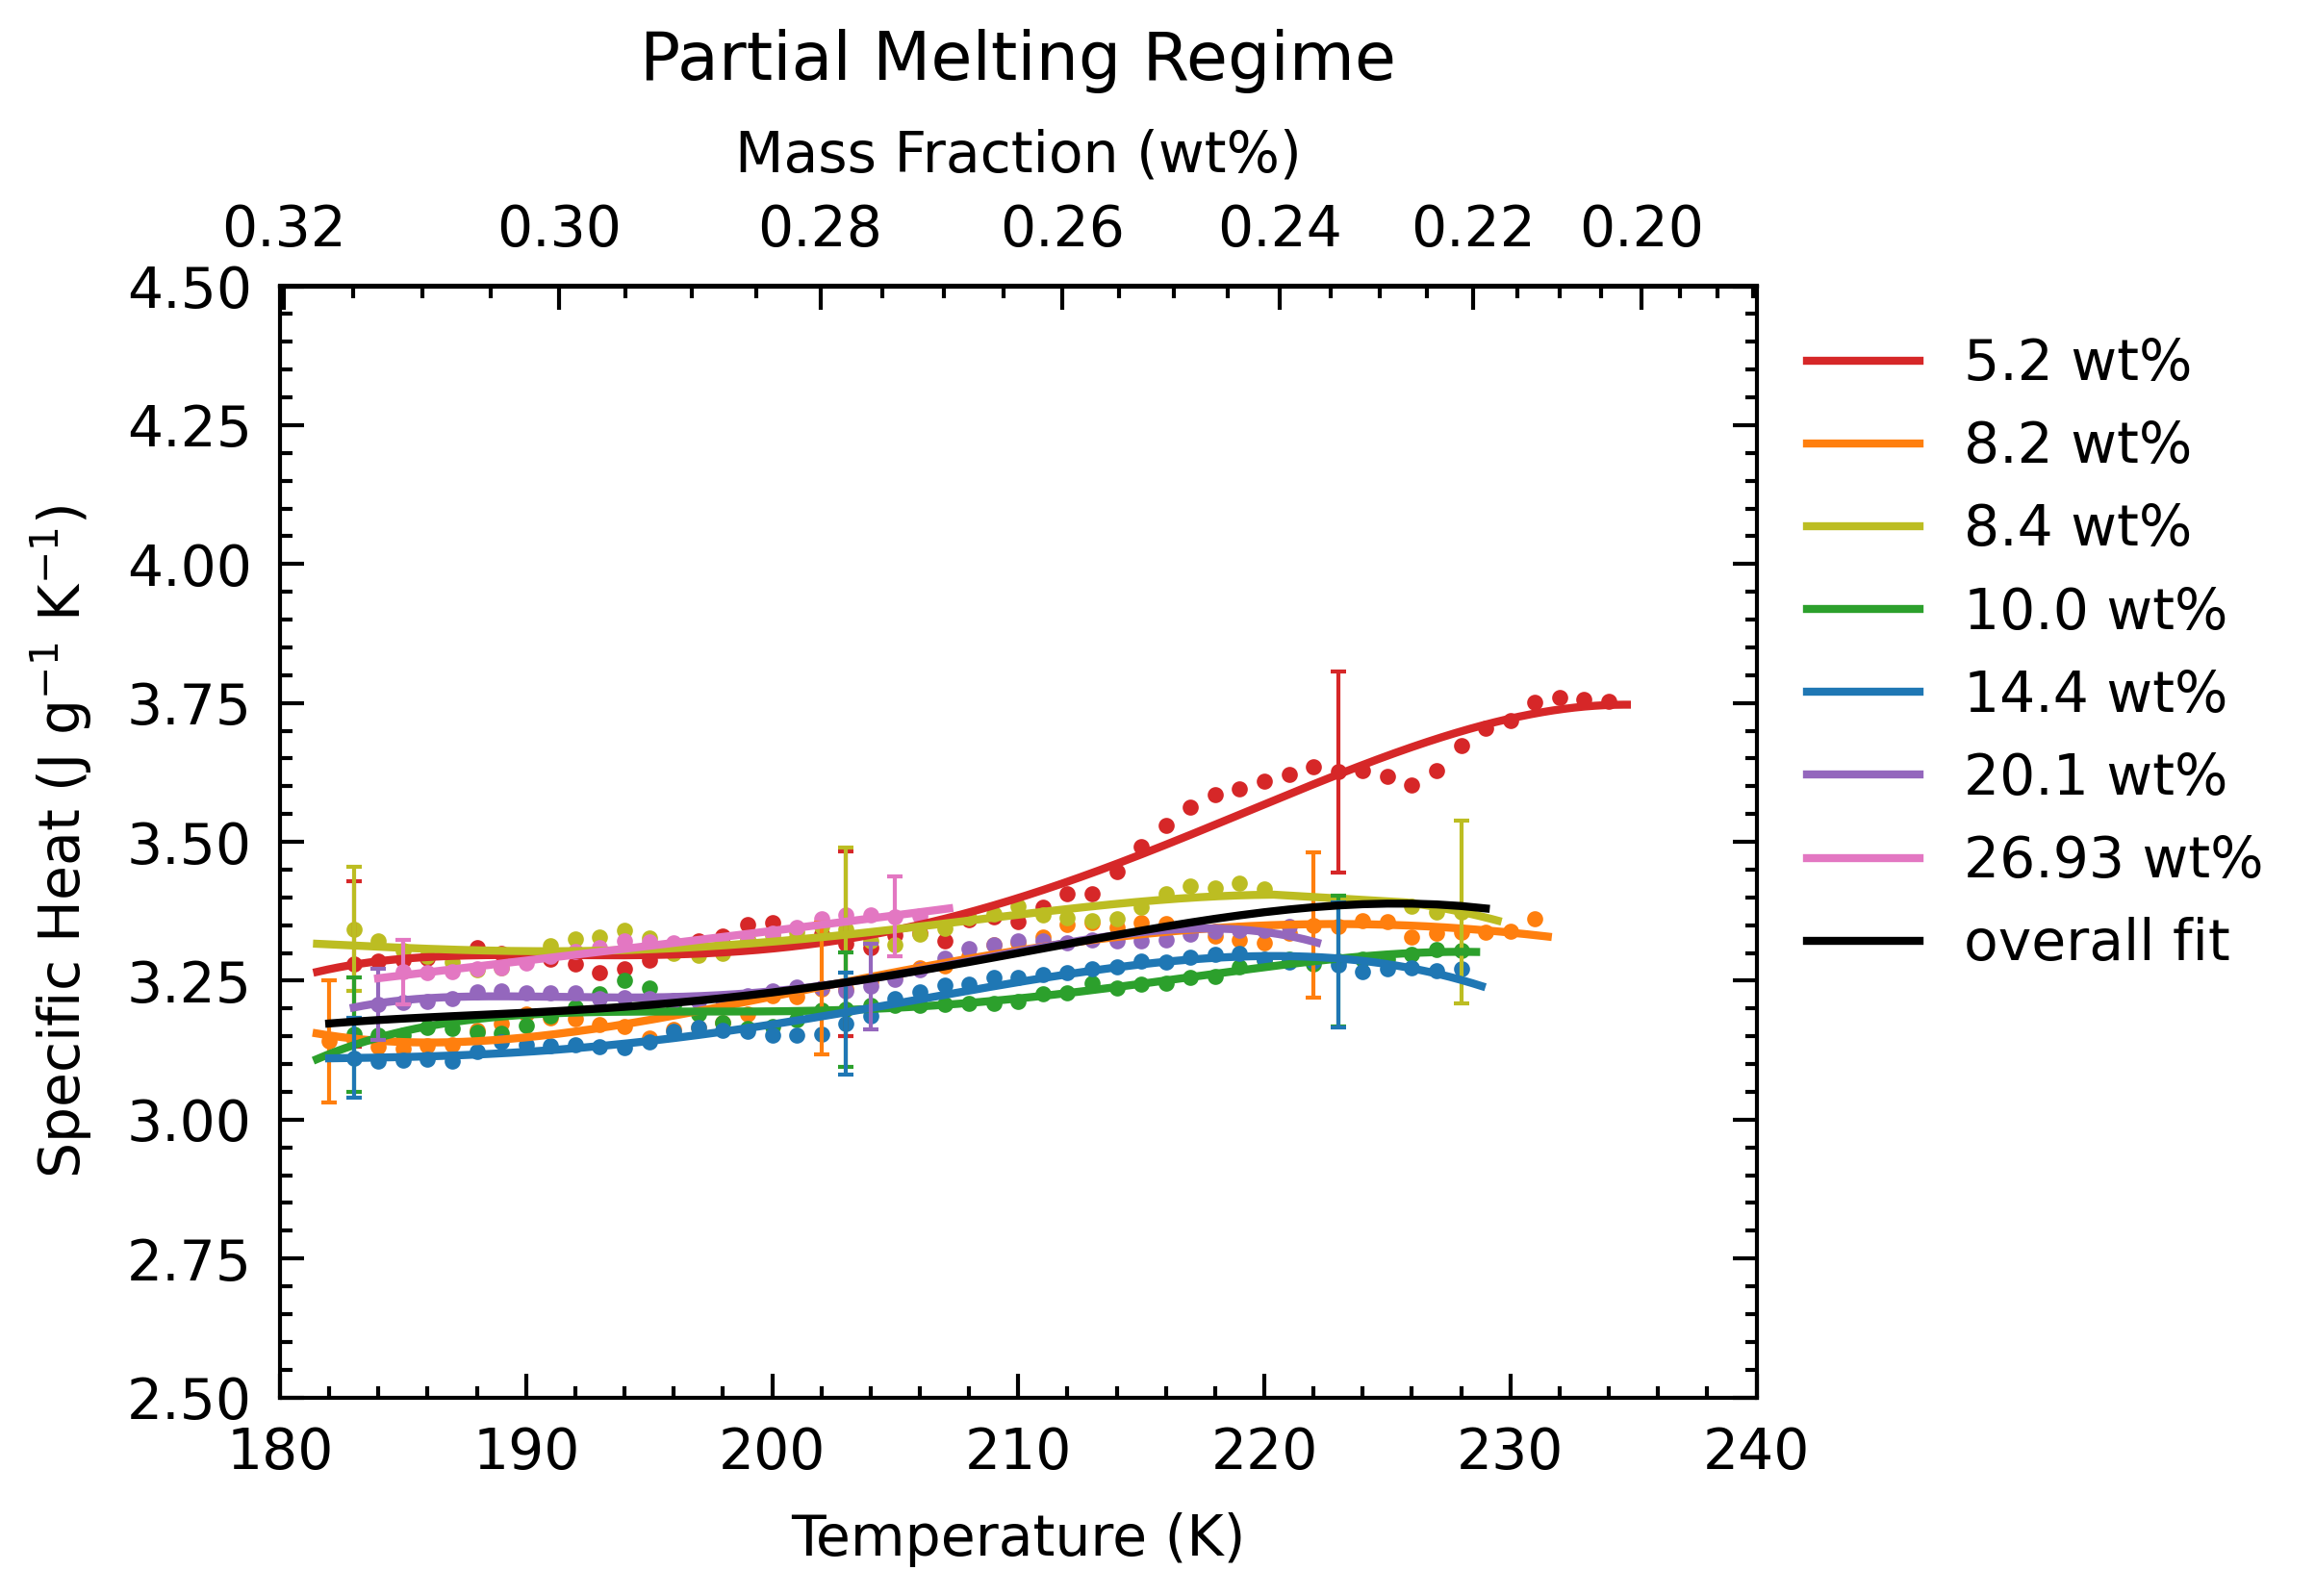 Partial Melting Regime
Mass Fraction (wt%)
0.32 0.30 0.28 0.26 0.24 0.22 0.20
4.50
4.25
4.00
3.75
3.50
3.25
3.00
2.75
2.50
Specific Heat (J g⁻¹ K⁻¹)
180 190 200 210 220 230 240
Temperature (K)
5.2 wt%
8.2 wt%
8.4 wt%
10.0 wt%
14.4 wt%
20.1 wt%
26.93 wt%
overall fit